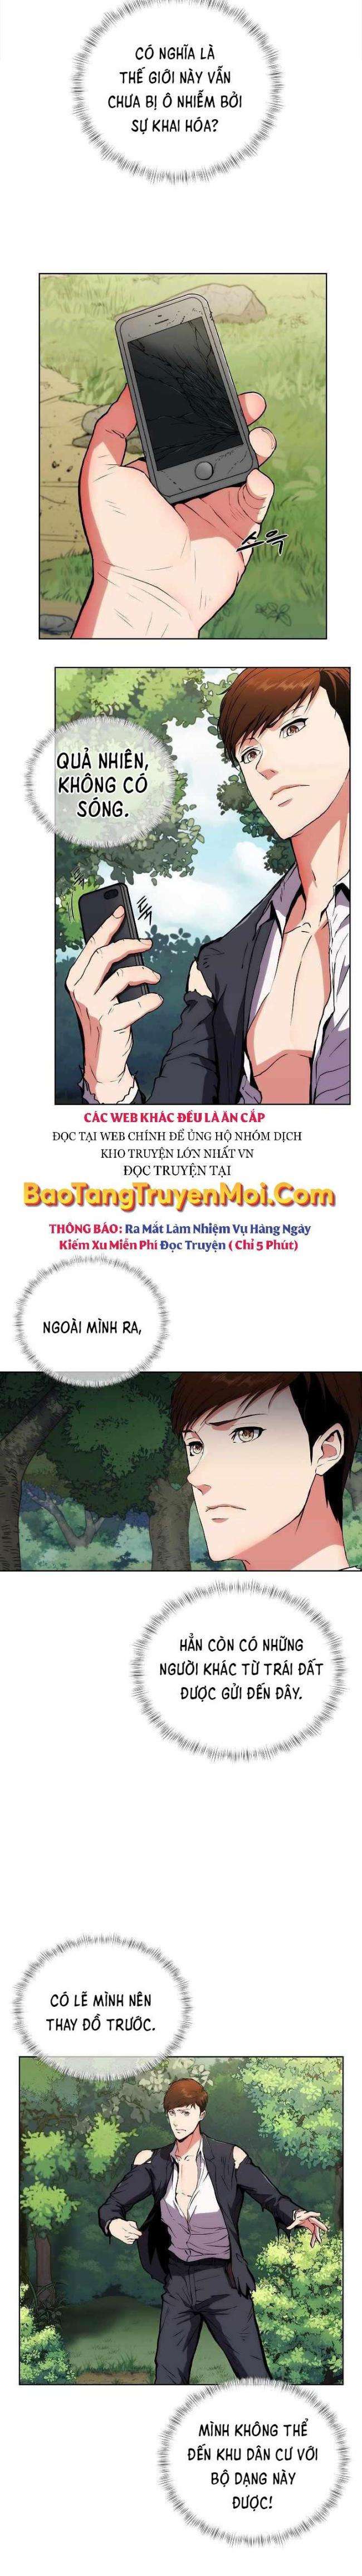 CÓ NGHĨA LÀ
THẾ GIỚI NÀY VẪN
CHƯA BỊ Ô NHIỄM BỞI
SỰ KHAI HÓA?
스윽
QUẢ NHIÊN,
KHÔNG CÓ
SÓNG.
CÁC WEB KHÁC ĐỀU LÀ ĂN CẮP
ĐỌC TẠI WEB CHÍNH ĐỂ ỦNG HỘ NHÓM DỊCH
KHO TRUYỆN LỚN NHẤT VN
ĐỌC TRUYỆN TẠI
BaoTangTruyenMoi.Com
THÔNG BÁO: Ra Mắt Làm Nhiệm Vụ Hàng Ngày
Kiếm Xu Miễn Phí Đọc Truyện ( Chỉ 5 Phút)
NGOÀI MÌNH RA,
HẲN CÒN CÓ NHỮNG
NGƯỜI KHÁC TỪ TRÁI ĐẤT
ĐƯỢC GỬI ĐẾN ĐÂY.
CÓ LẼ MÌNH NÊN
THAY ĐỒ TRƯỚC.
MÌNH KHÔNG THỂ
ĐẾN KHU DÂN CƯ VỚI
BỘ DẠNG NÀY
ĐƯỢC!